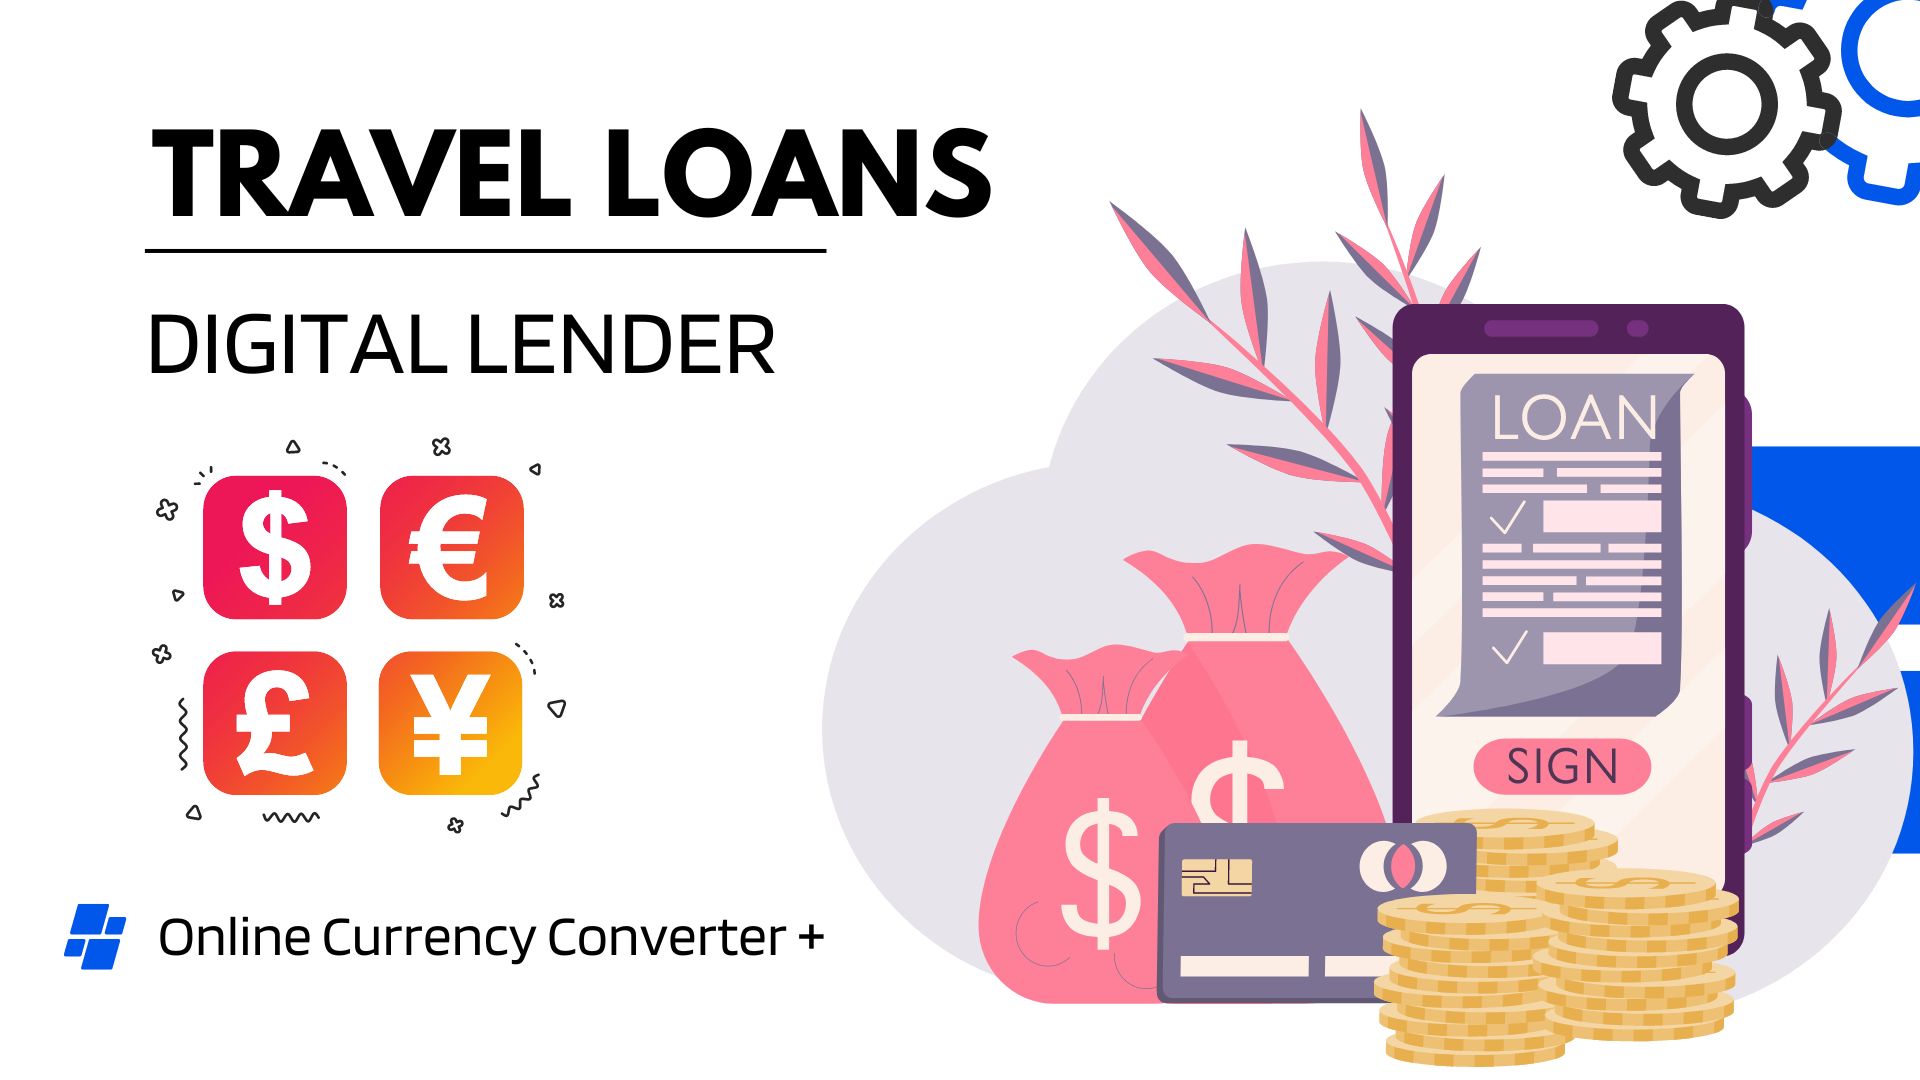 TRAVEL LOANS
DIGITAL LENDER
$ €
£ ¥
Online Currency Converter +
LOAN
SIGN
$
$